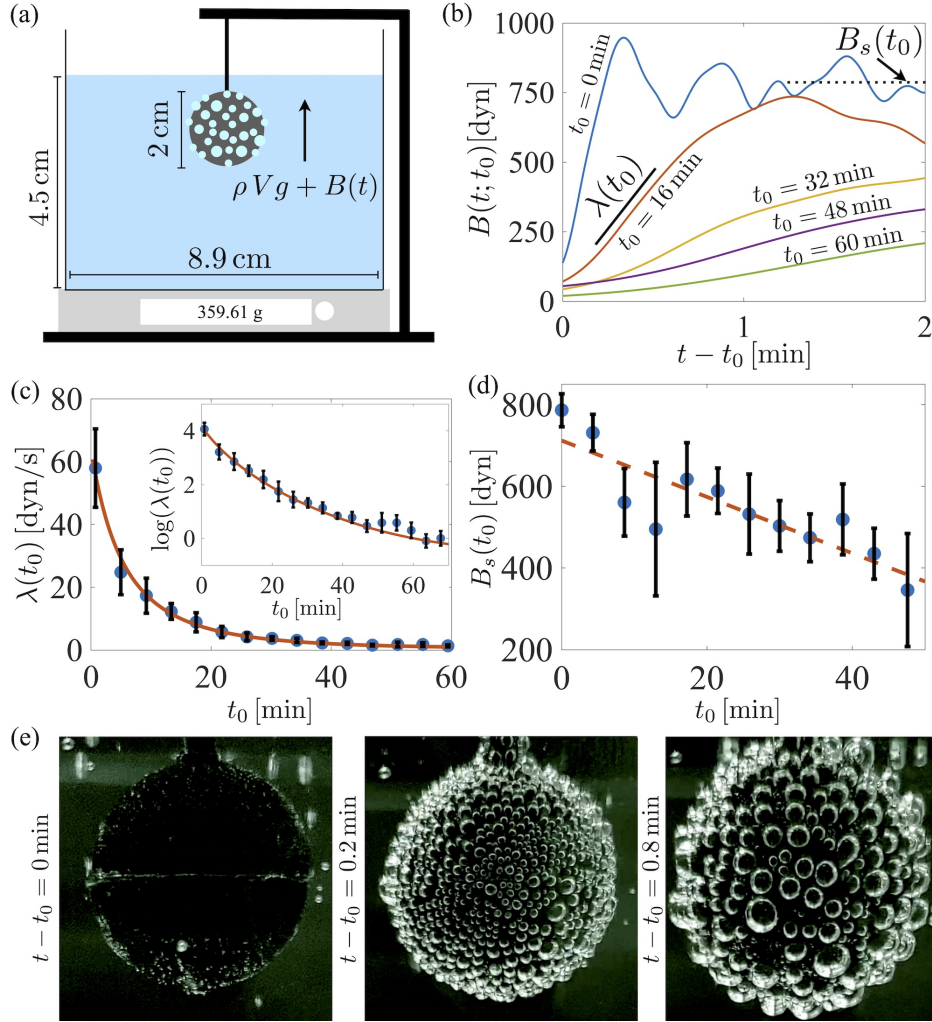 (a)
2 cm
ρVg + B(t)
4.5 cm
8.9 cm
359.61 g
(b)
B(t; t₀) [dyn]
1000
750
500
250
0
0
1
2
t − t₀ [min]
t₀ = 0 min
λ(t₀)
t₀ = 16 min
Bₛ(t₀)
t₀ = 32 min
t₀ = 48 min
t₀ = 60 min
(c)
λ(t₀) [dyn/s]
80
60
40
20
0
0
20
40
60
t₀ [min]
log(λ(t₀))
4
2
0
0
20
40
60
t₀ [min]
(d)
Bₛ(t₀) [dyn]
800
600
400
200
0
20
40
t₀ [min]
(e)
t − t₀ = 0 min
t − t₀ = 0.2 min
t − t₀ = 0.8 min